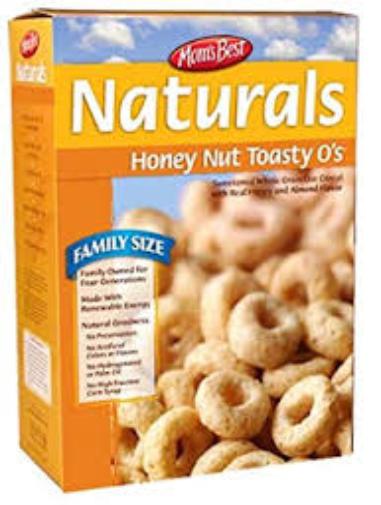 Mom's Best
Naturals
Honey Nut Toasty O's
Sweetened Whole Grain Oat Cereal
with Real Honey and Almond Flavor
FAMILY SIZE
Family Owned for
Four Generations
Made With
Renewable Energy
Natural Goodness
No Preservatives
No Artificial
Colors or Flavors
No Hydrogenated
or Palm Oil
No High Fructose
Corn Syrup
Naturals